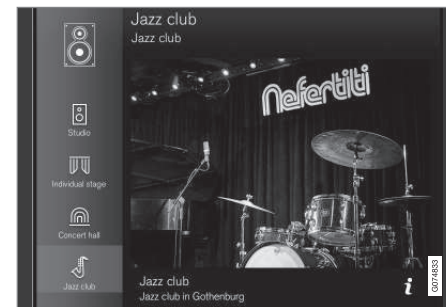 Jazz club
Jazz club
Nefertiti
Studio
Individual stage
Concert hall
Jazz club
Jazz club
Jazz club in Gothenburg
i
G074833